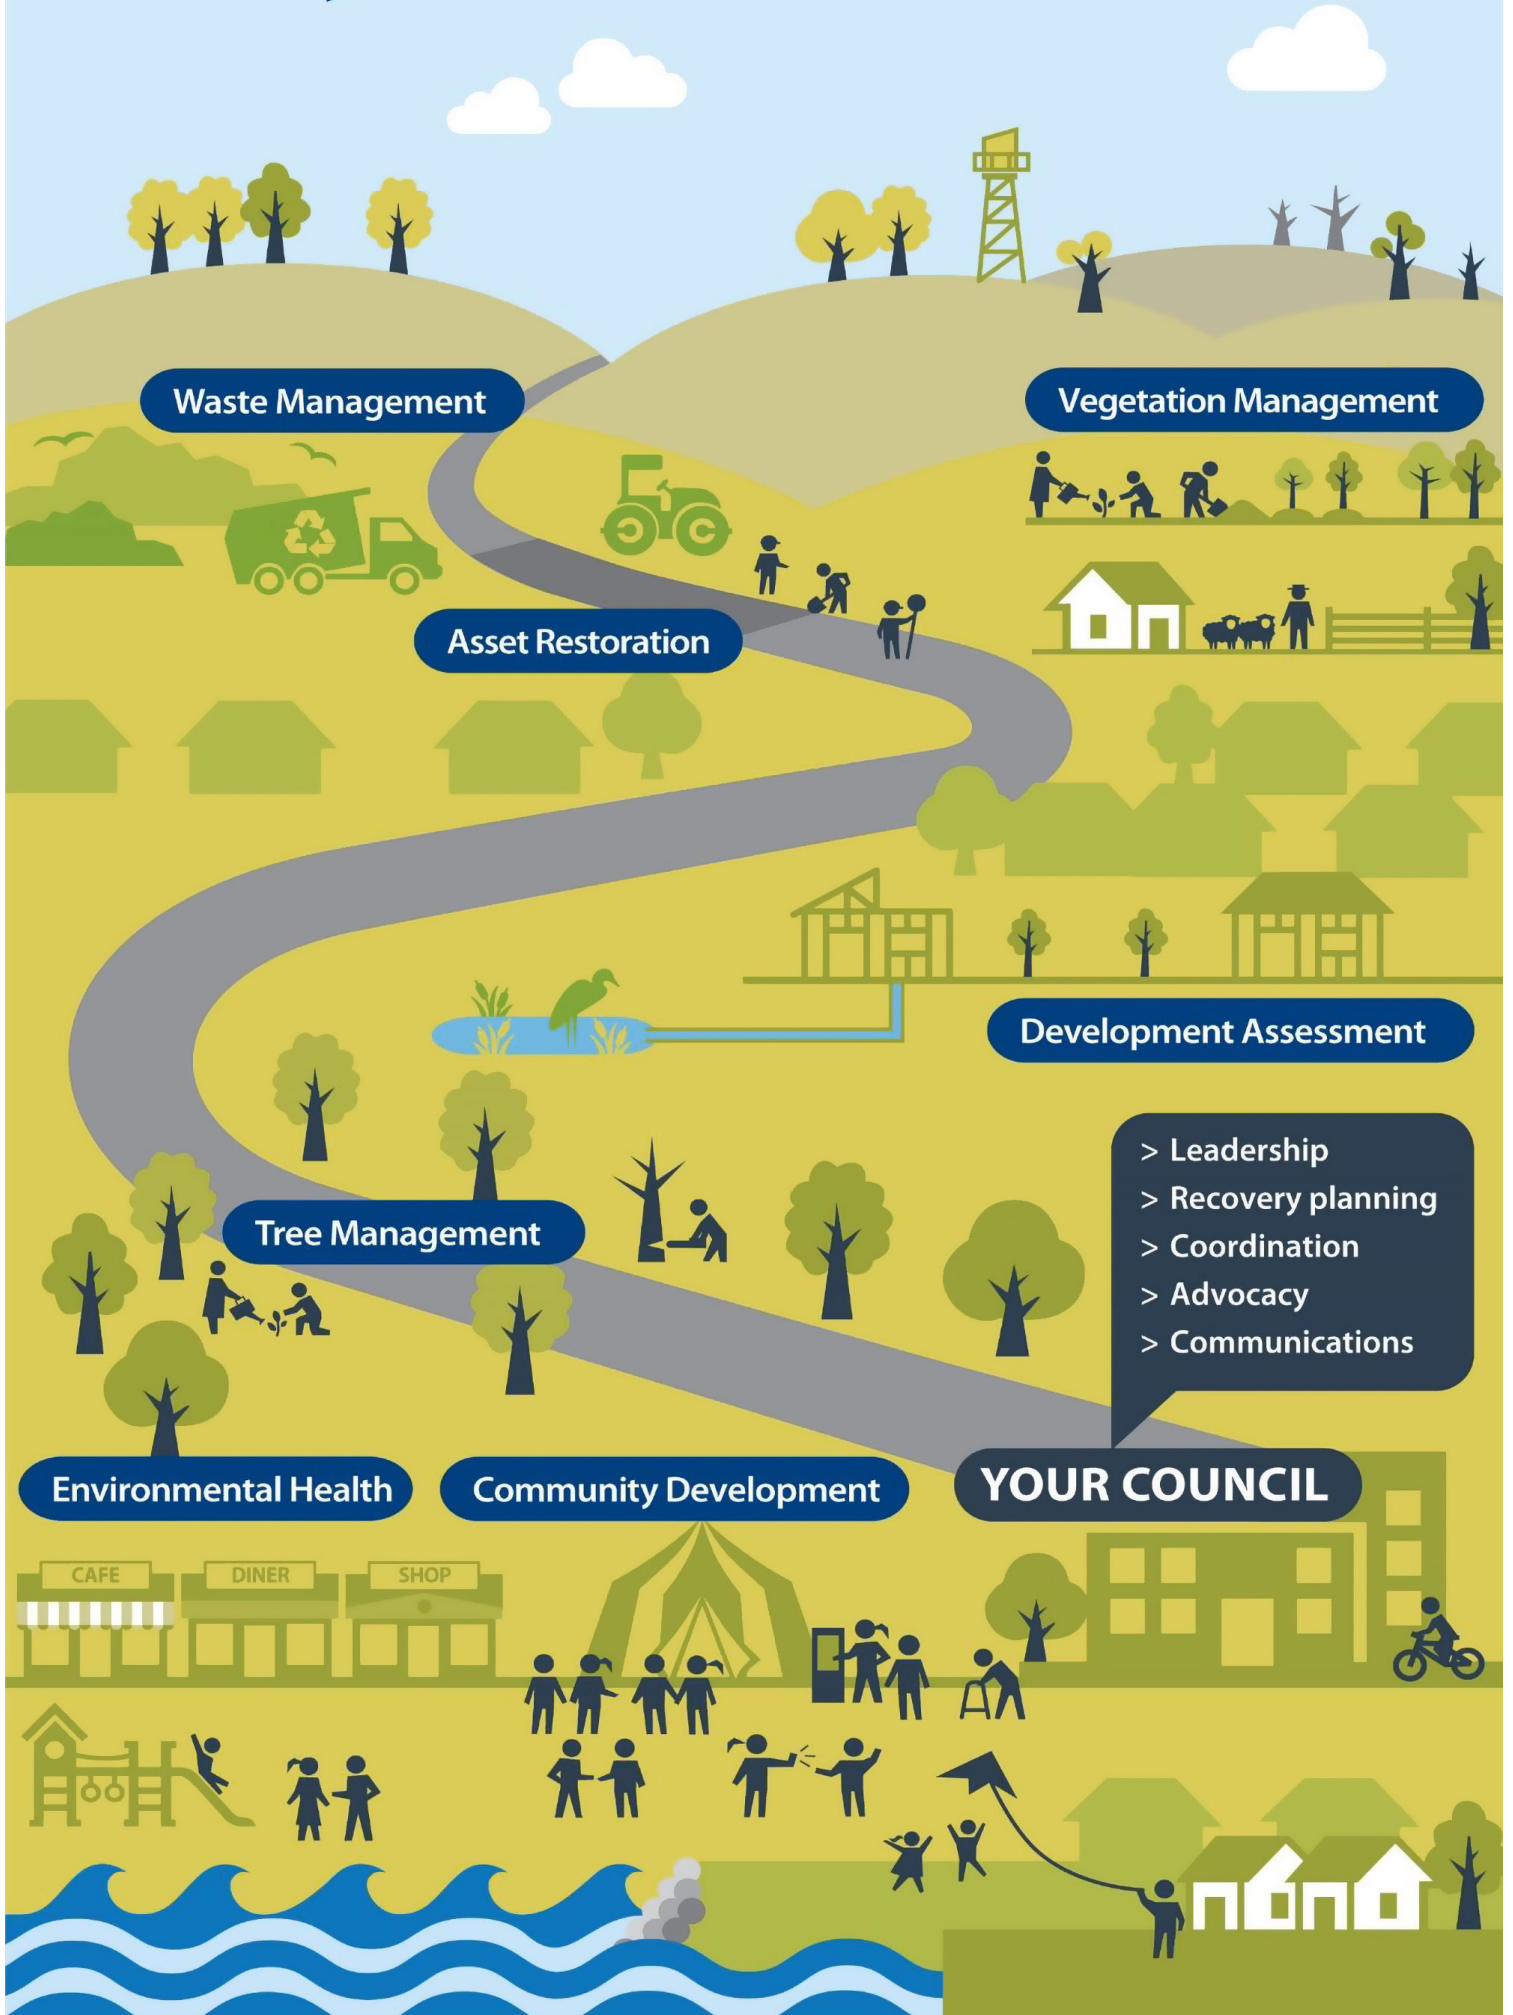 Waste Management
Vegetation Management
Asset Restoration
Development Assessment
> Leadership
> Recovery planning
> Coordination
> Advocacy
> Communications
Tree Management
Environmental Health
Community Development
YOUR COUNCIL
CAFE
DINER
SHOP